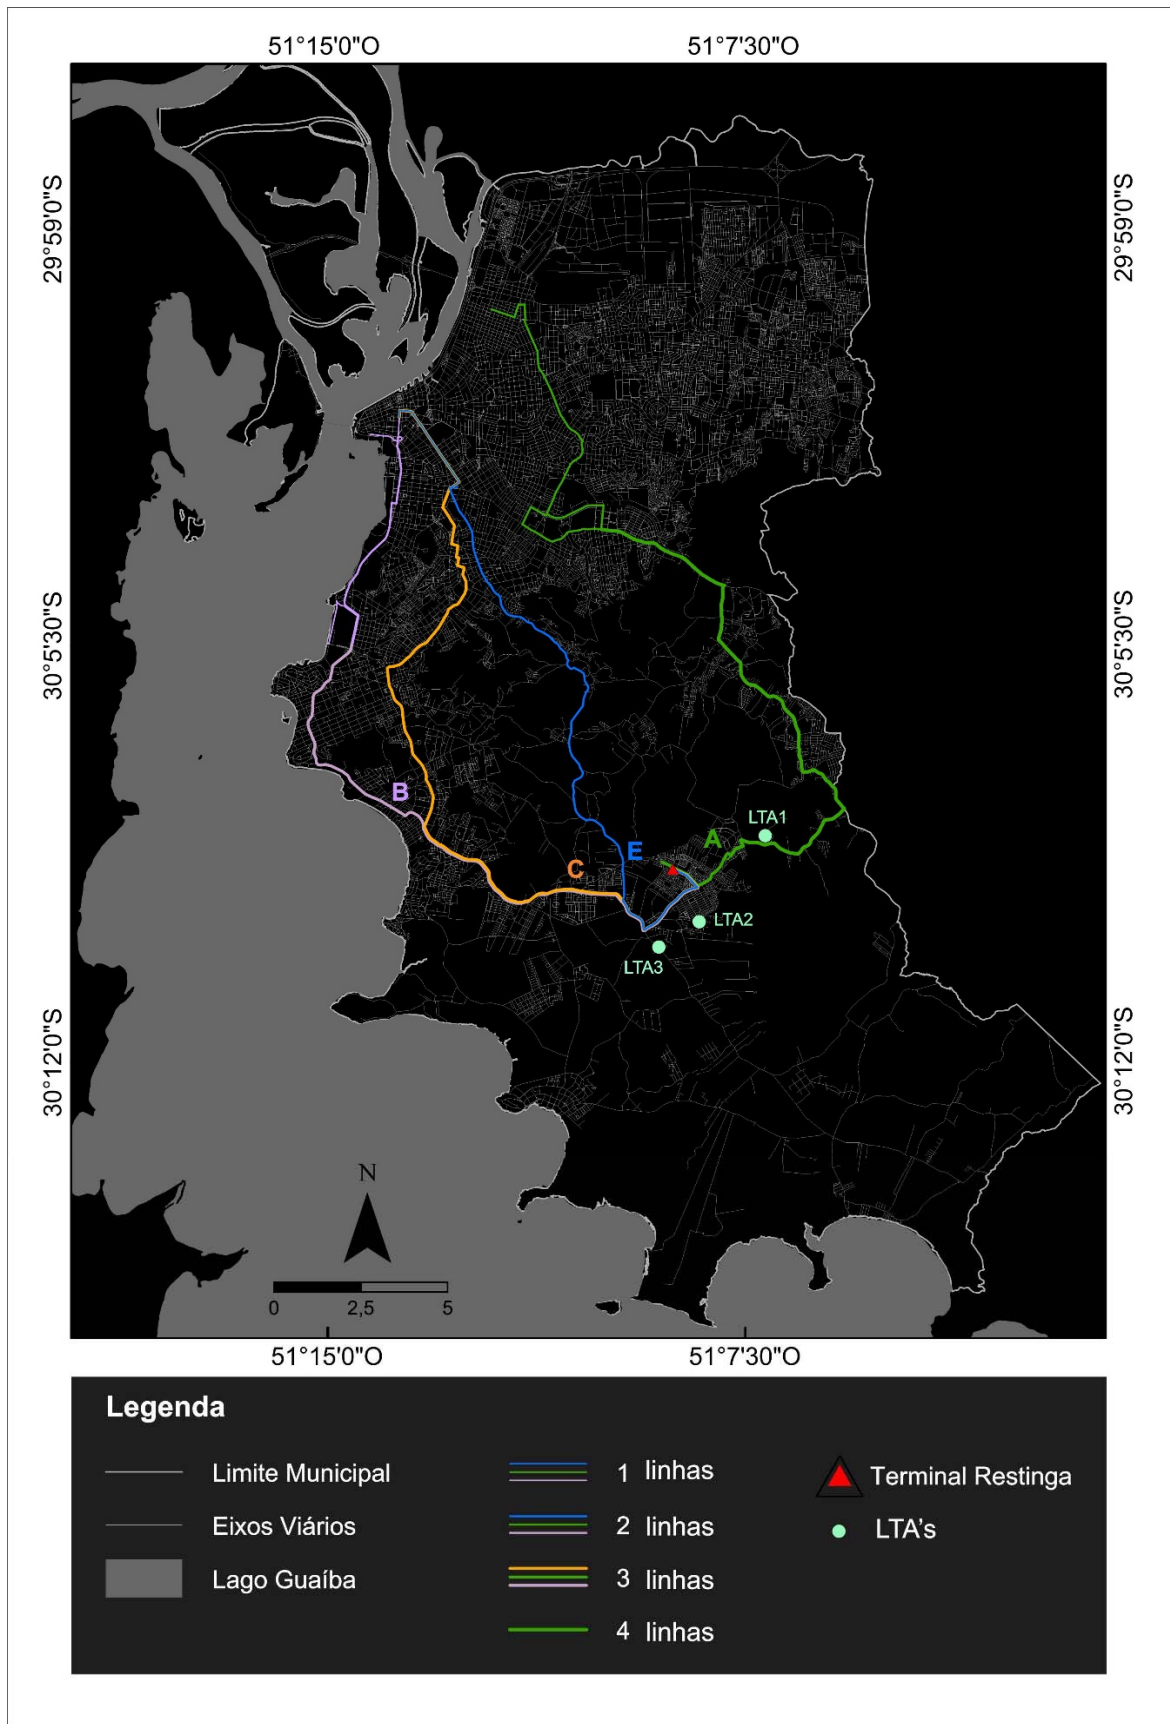 51°15'0"O 51°7'30"O
29°59'0"S 29°59'0"S
30°5'30"S 30°5'30"S
B
LTA1
A
E
C
LTA2
LTA3
30°12'0"S 30°12'0"S
N
0 2,5 5
51°15'0"O 51°7'30"O
Legenda
Limite Municipal
Eixos Viários
Lago Guaíba
1 linhas
2 linhas
3 linhas
4 linhas
Terminal Restinga
LTA's